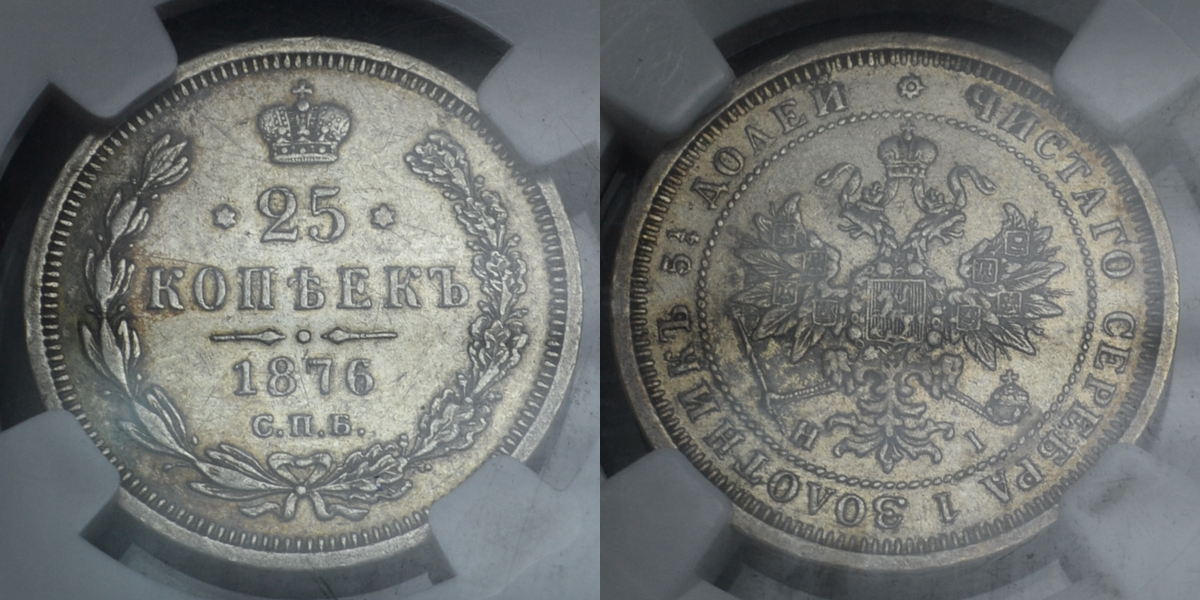 25
КОПѢЕКЪ
1876
С.П.Б.
ЧИСТАГО СЕРЕБРА 1 ЗОЛОТНИКЪ 5¼ ДОЛЕЙ
Н I